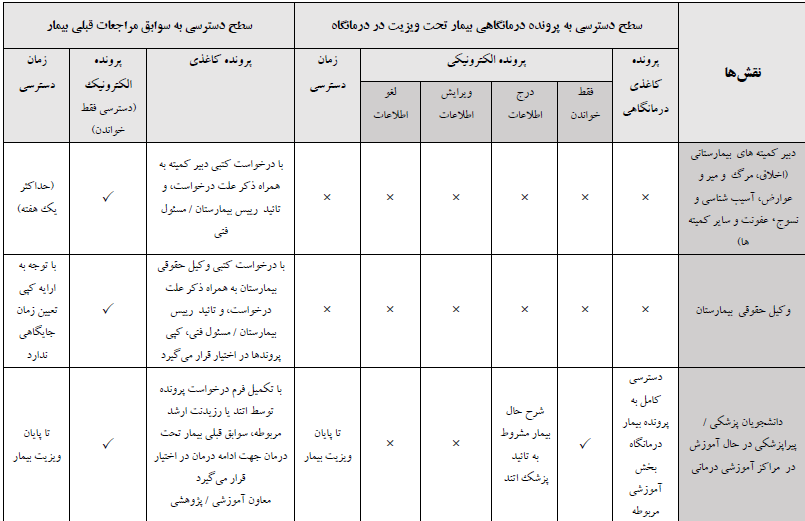 نقش‌ها
سطح دسترسی به پرونده درمانگاهی بیمار تحت ویزیت در درمانگاه
سطح دسترسی به سوابق مراجعات قبلی بیمار
پرونده
کاغذی
درمانگاهی
پرونده الکترونیکی
زمان
دسترسی
پرونده کاغذی
پرونده
الکترونیک
(دسترسی فقط
خواندن)
زمان
دسترسی
فقط
خواندن
درج
اطلاعات
ویرایش
اطلاعات
لغو
اطلاعات
دبیر کمیته های بیمارستانی
(اخلاق، مرگ و میر و
عوارض، آسیب شناسی و
نسوج، عفونت و سایر کمیته
ها)
×
×
×
×
×
×
با درخواست کتبی دبیر کمیته به
همراه ذکر علت درخواست، و
تائید رییس بیمارستان / مسئول
فنی
✓
(حداکثر
یک هفته)
وکیل حقوقی بیمارستان
×
×
×
×
×
×
با درخواست کتبی وکیل حقوقی
بیمارستان به همراه ذکر علت
درخواست، و تائید رییس
بیمارستان / مسئول فنی، کپی
پروندها در اختیار قرار می‌گیرد
✓
با توجه به
ارایه کپی
تعیین زمان
جایگاهی
ندارد
دانشجویان پزشکی /
پیراپزشکی در حال آموزش
در مراکز آموزشی درمانی
دسترسی
کامل به
پرونده بیمار
درمانگاه
بخش
آموزشی
مربوطه
✓
شرح حال
بیمار مشروط
به تائید
پزشک اتند
×
×
تا پایان
ویزیت بیمار
با تکمیل فرم درخواست پرونده
توسط اتند یا رزیدنت ارشد
مربوطه، سوابق قبلی بیمار تحت
درمان جهت ادامه درمان در اختیار
قرار می‌گیرد
معاون آموزشی / پژوهشی
✓
تا پایان
ویزیت بیمار